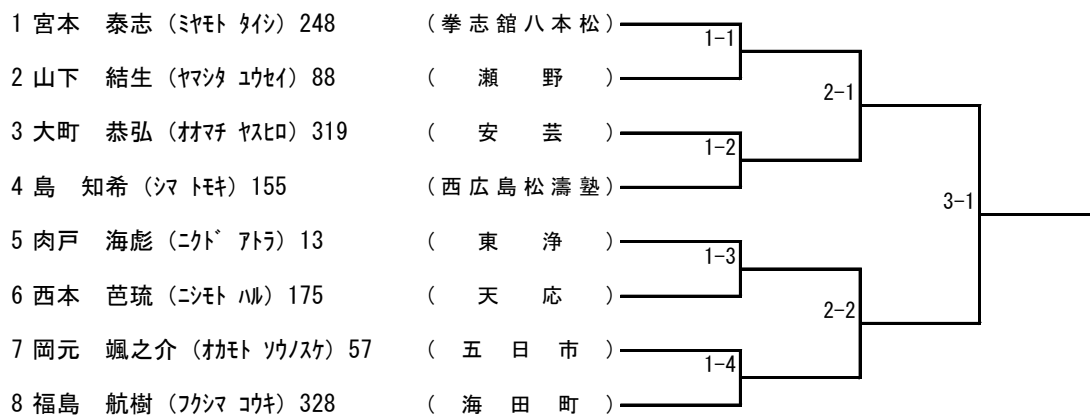 1 宮本 泰志 (ﾐﾔﾓﾄ ﾀｲｼ) 248 (拳志舘八本松)
1-1
2 山下 結生 (ﾔﾏｼﾀ ﾕｳｾｲ) 88 (瀬野)
2-1
3 大町 恭弘 (ｵｵﾏﾁ ﾔｽﾋﾛ) 319 (安芸)
1-2
4 島 知希 (ｼﾏ ﾄﾓｷ) 155 (西広島松濤塾)
3-1
5 肉戸 海彪 (ﾆｸﾄﾞ ｱﾄﾗ) 13 (東浄)
1-3
6 西本 芭琉 (ﾆｼﾓﾄ ﾊﾙ) 175 (天応)
2-2
7 岡元 颯之介 (ｵｶﾓﾄ ｿｳﾉｽｹ) 57 (五日市)
1-4
8 福島 航樹 (ﾌｸｼﾏ ｺｳｷ) 328 (海田町)